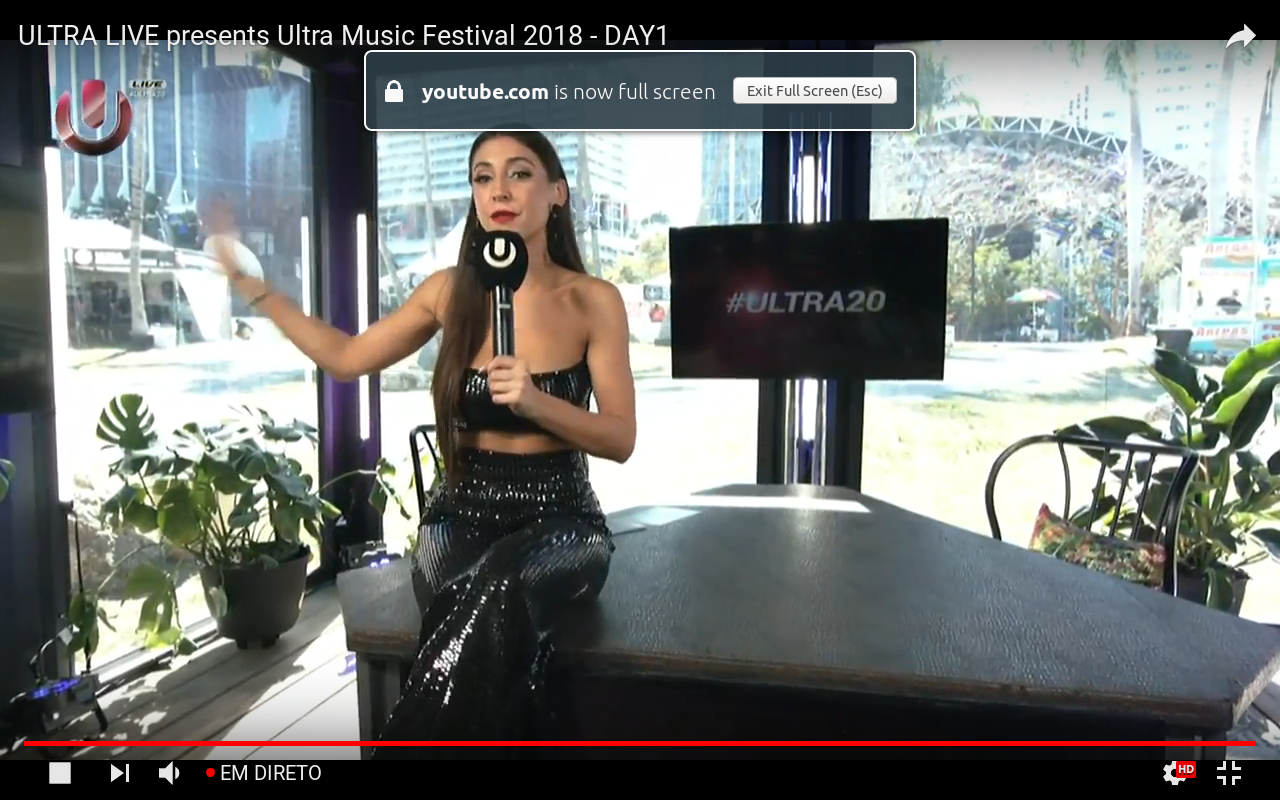 ULTRA LIVE presents Ultra Music Festival 2018 - DAY1
youtube.com is now full screen
Exit Full Screen (Esc)
LIVE
U
#ULTRA20
EM DIRETO
HD